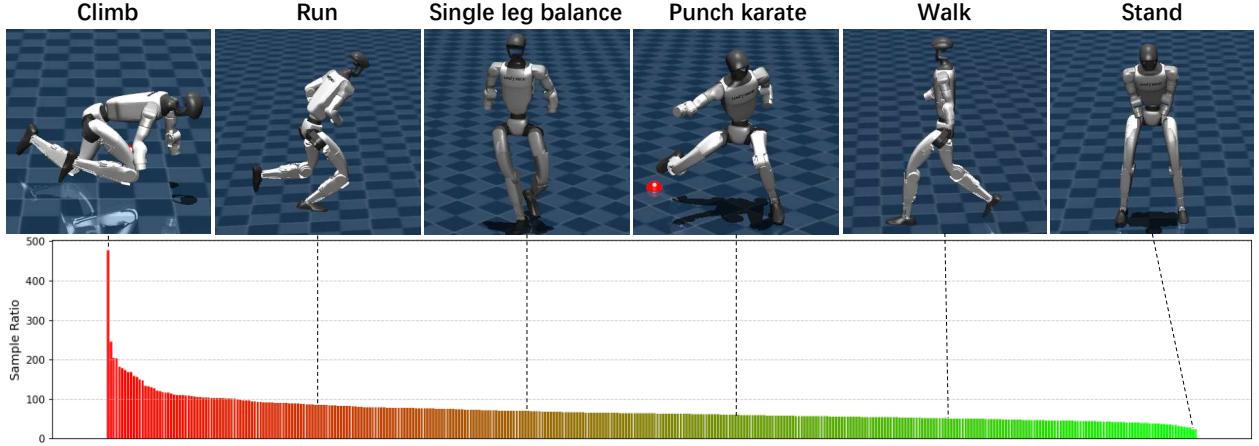 Climb
Run
Single leg balance
Punch karate
Walk
Stand
500
400
300
200
100
0
Sample Ratio